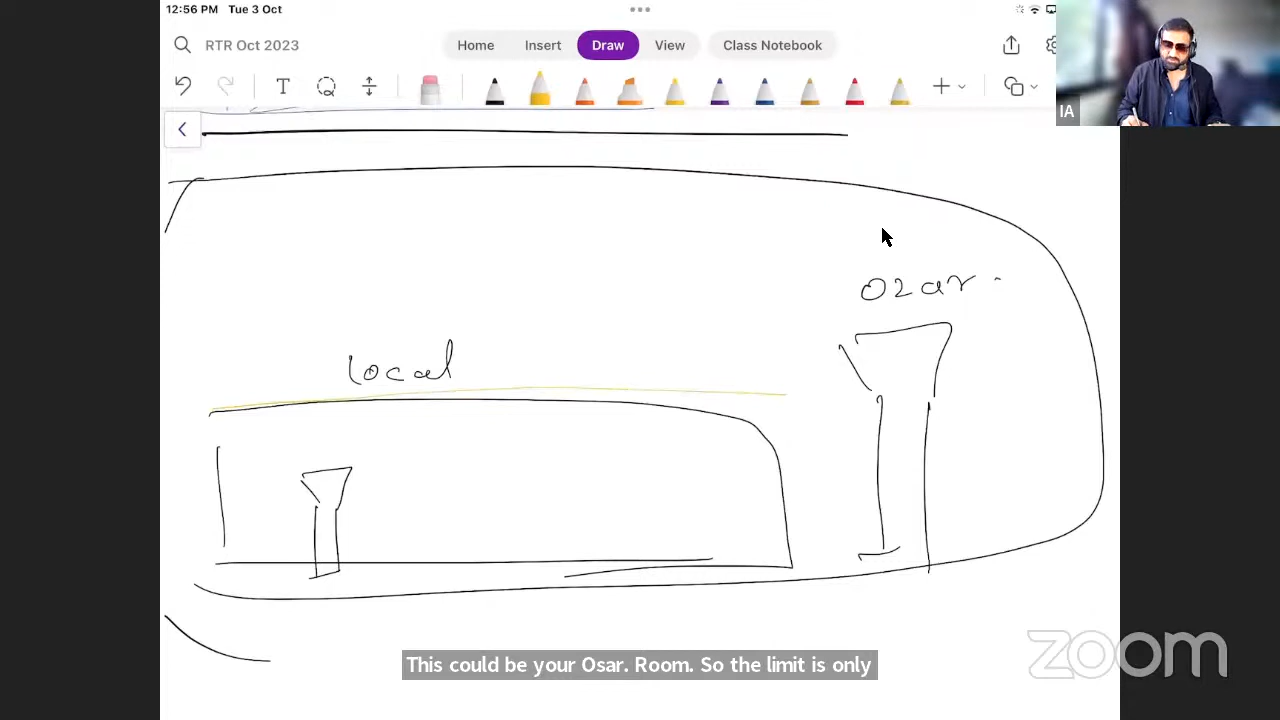 12:56 PM Tue 3 Oct
RTR Oct 2023
Home Insert Draw View Class Notebook
T
IA
Ozar
local
This could be your Osar. Room. So the limit is only
zoom